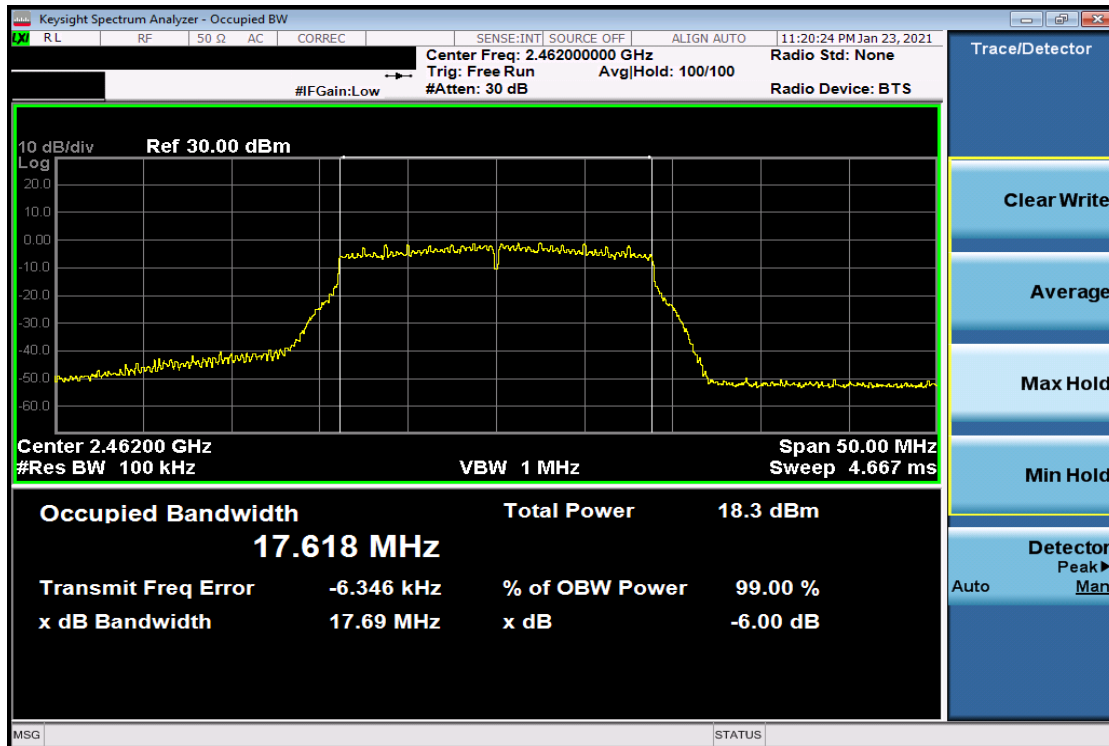 Keysight Spectrum Analyzer - Occupied BW
LXI RL RF 50 Ω AC CORREC SENSE:INT SOURCE OFF ALIGN AUTO 11:20:24 PM Jan 23, 2021
Center Freq: 2.462000000 GHz Radio Std: None
Trig: Free Run Avg|Hold: 100/100
#IFGain:Low #Atten: 30 dB Radio Device: BTS
Trace/Detector
10 dB/div Ref 30.00 dBm
Log
20.0
10.0
0.00
-10.0
-20.0
-30.0
-40.0
-50.0
-60.0
Center 2.46200 GHz Span 50.00 MHz
#Res BW 100 kHz VBW 1 MHz Sweep 4.667 ms
Occupied Bandwidth Total Power 18.3 dBm
17.618 MHz
Transmit Freq Error -6.346 kHz % of OBW Power 99.00 %
x dB Bandwidth 17.69 MHz x dB -6.00 dB
Clear Write
Average
Max Hold
Min Hold
Detector
Peak▶
Auto Man
MSG STATUS